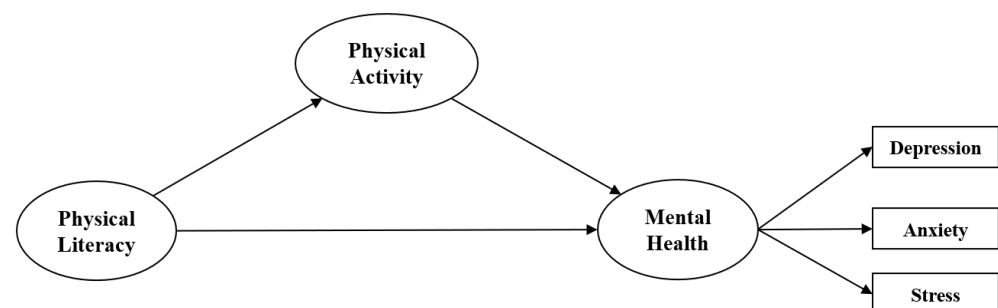 Physical
Activity
Depression
Physical
Literacy
Mental
Health
Anxiety
Stress